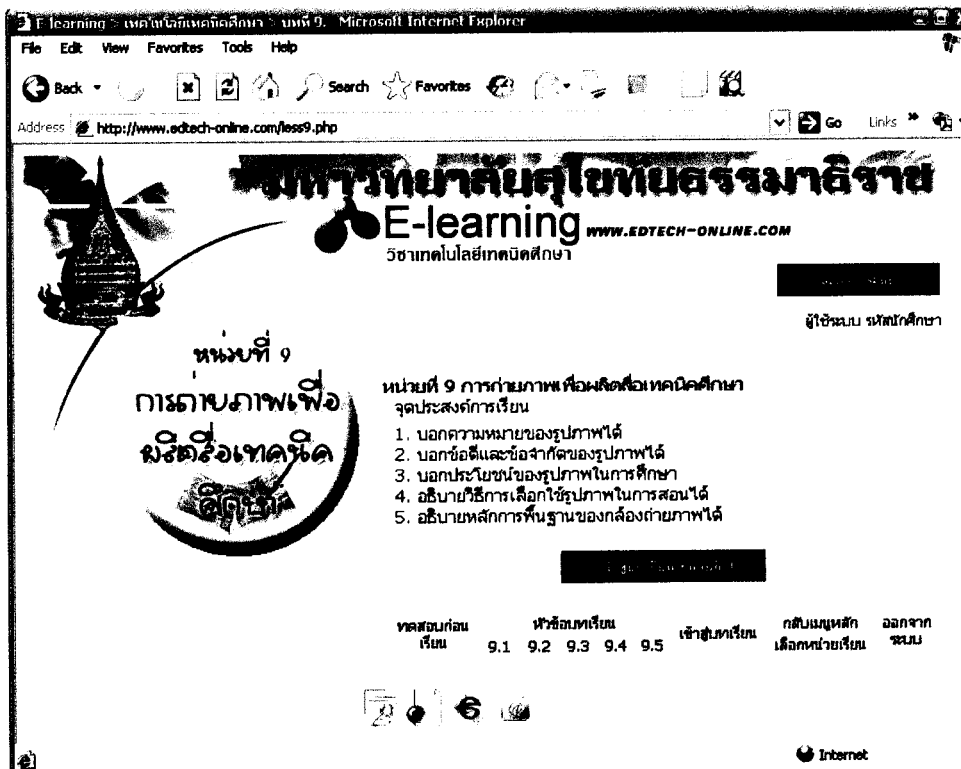 E-learning > เทคโนโลยีเทคนิคศึกษา > บทที่ 9. Microsoft Internet Explorer
File Edit View Favorites Tools Help
Back Search Favorites
Address http://www.edtech-online.com/less9.php Go Links
มหาวิทยาลัยสุโขทัยธรรมาธิราช
E-learning WWW.EDTECH-ONLINE.COM
วิชาเทคโนโลยีเทคนิคศึกษา
ผู้ใช้ระบบ รหัสนักศึกษา
หน่วยที่ 9
การถ่ายภาพเพื่อ
ผลิตสื่อเทคนิค
ศึกษา
หน่วยที่ 9 การถ่ายภาพเพื่อผลิตสื่อเทคนิคศึกษา
จุดประสงค์การเรียน
1. บอกความหมายของรูปภาพได้
2. บอกข้อดีและข้อจำกัดของรูปภาพได้
3. บอกประโยชน์ของรูปภาพในการศึกษา
4. อธิบายวิธีการเลือกใช้รูปภาพในการสอนได้
5. อธิบายหลักการพื้นฐานของกล้องถ่ายภาพได้
ทดสอบก่อนเรียน หัวข้อบทเรียน 9.1 9.2 9.3 9.4 9.5 เข้าสู่บทเรียน กลับเมนูหลัก เลือกหน่วยเรียน ออกจากระบบ
Internet